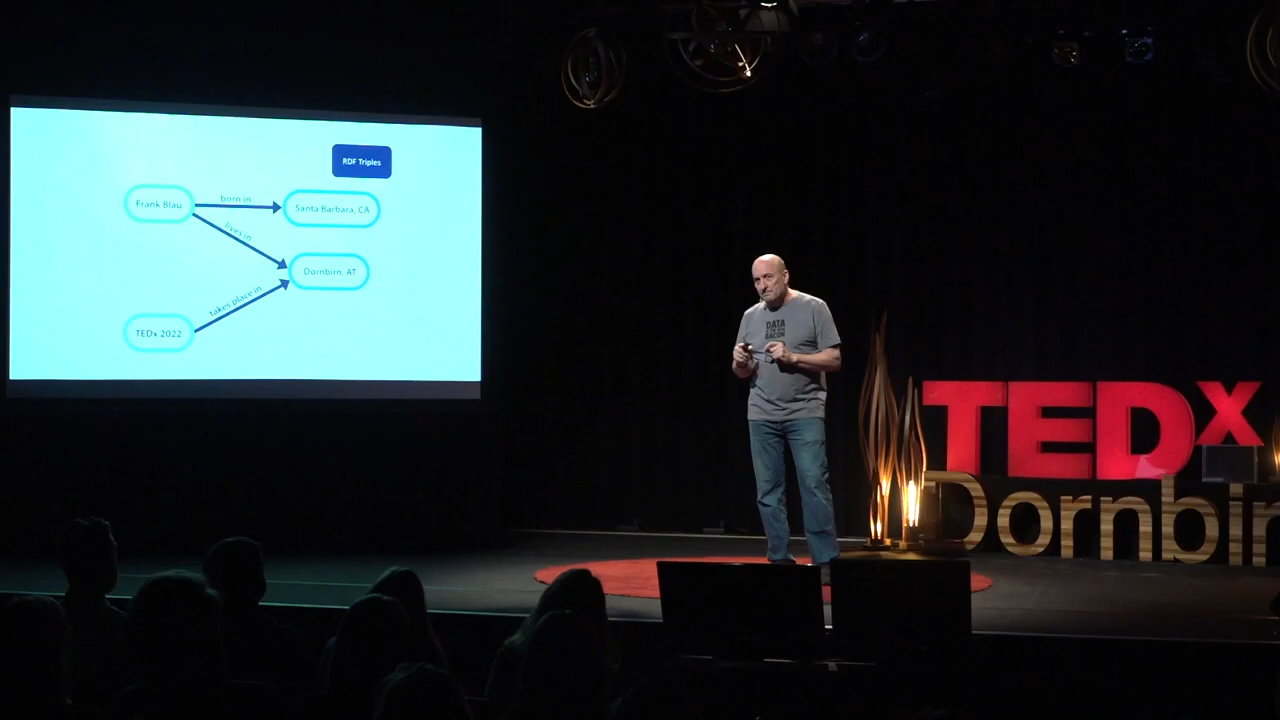 RDF Triples
Frank Blau
born in
Santa Barbara, CA
lives in
Dornbirn, AT
takes place in
TEDx 2022
DATA
BACON
TEDx
Dornbirn